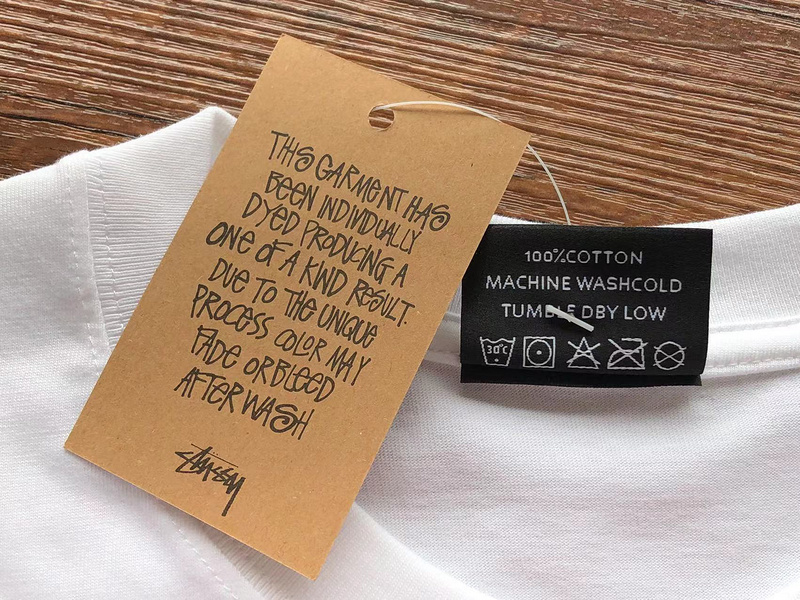 THIS GARMENT HAS
BEEN INDIVIDUALLY
DYED PRODUCING A
ONE OF A KIND RESULT.
DUE TO THE UNIQUE
PROCESS COLOR MAY
FADE OR BLEED
AFTER WASH
Stüssy
100%COTTON
MACHINE WASHCOLD
TUMBLE DBY LOW
30°C